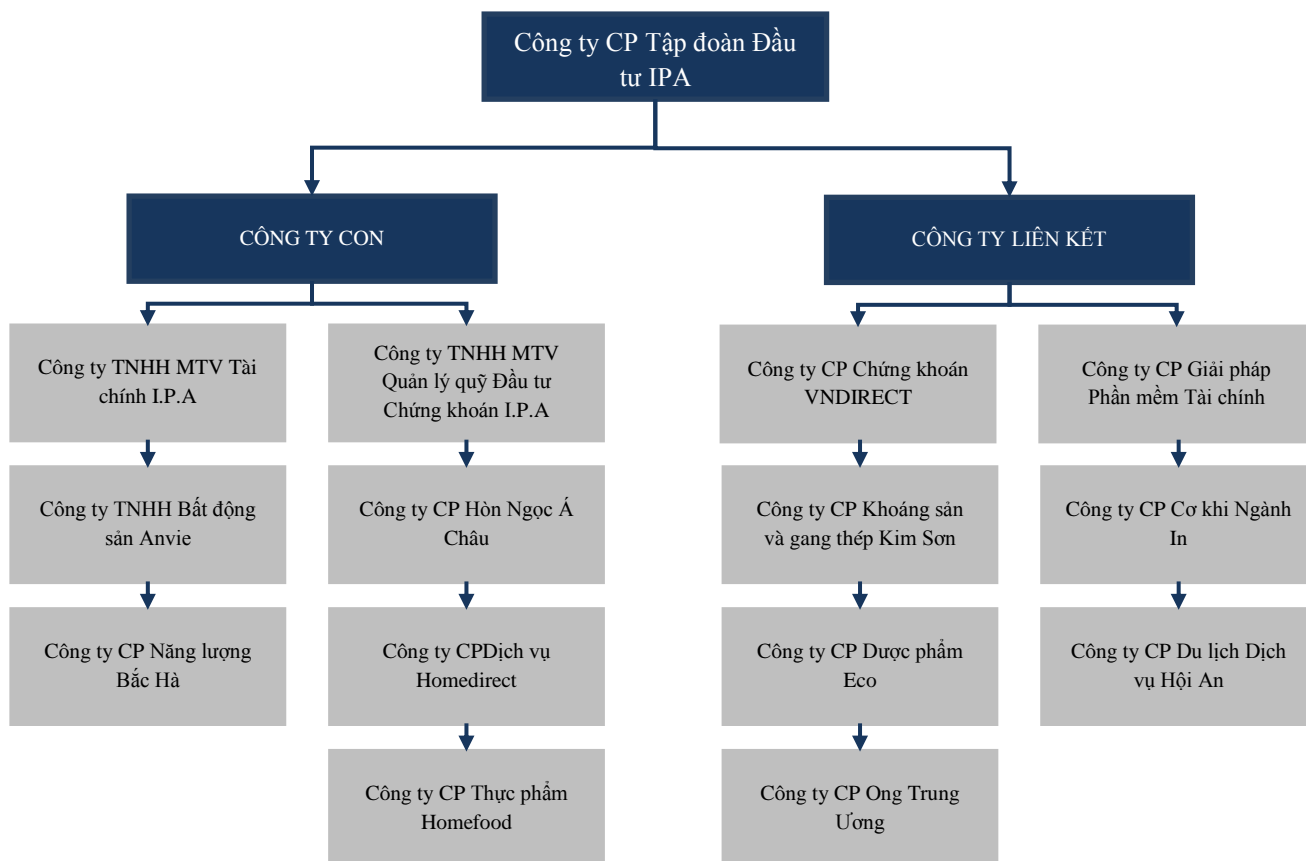 Công ty CP Tập đoàn Đầu
tư IPA
CÔNG TY CON
CÔNG TY LIÊN KẾT
Công ty TNHH MTV Tài
chính I.P.A
Công ty TNHH MTV
Quản lý quỹ Đầu tư
Chứng khoán I.P.A
Công ty CP Chứng khoán
VNDIRECT
Công ty CP Giải pháp
Phần mềm Tài chính
Công ty TNHH Bất động
sản Anvie
Công ty CP Hòn Ngọc Á
Châu
Công ty CP Khoáng sản
và gang thép Kim Sơn
Công ty CP Cơ khi Ngành
In
Công ty CP Năng lượng
Bắc Hà
Công ty CPDịch vụ
Homedirect
Công ty CP Dược phẩm
Eco
Công ty CP Du lịch Dịch
vụ Hội An
Công ty CP Thực phẩm
Homefood
Công ty CP Ong Trung
Ương